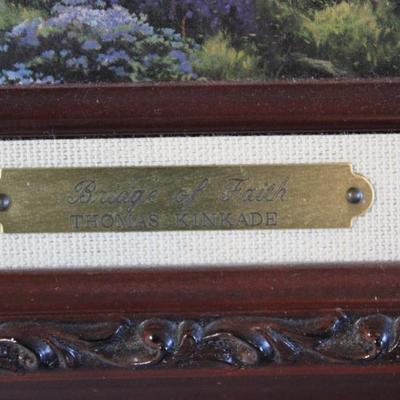 Bridge of Faith
THOMAS KINKADE